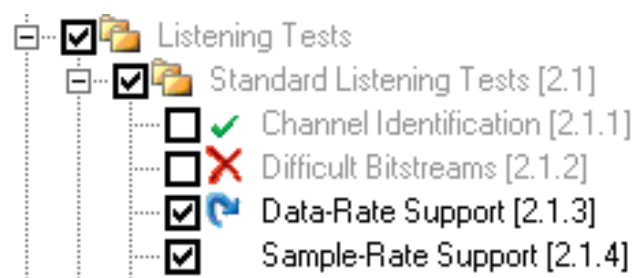 Listening Tests
Standard Listening Tests [2.1]
Channel Identification [2.1.1]
Difficult Bitstreams [2.1.2]
Data-Rate Support [2.1.3]
Sample-Rate Support [2.1.4]